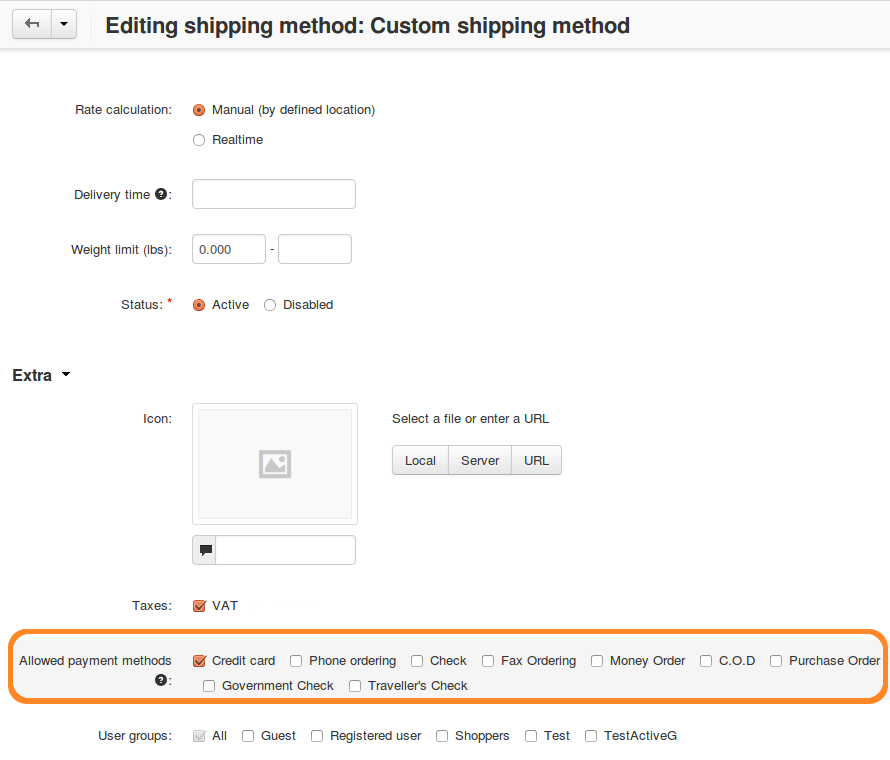 Editing shipping method: Custom shipping method
Rate calculation: Manual (by defined location)
Realtime
Delivery time ?:
Weight limit (lbs): 0.000 -
Status: * Active Disabled
Extra
Icon: Select a file or enter a URL
Local Server URL
Taxes: VAT
Allowed payment methods ?: Credit card Phone ordering Check Fax Ordering Money Order C.O.D Purchase Order
Government Check Traveller's Check
User groups: All Guest Registered user Shoppers Test TestActiveG